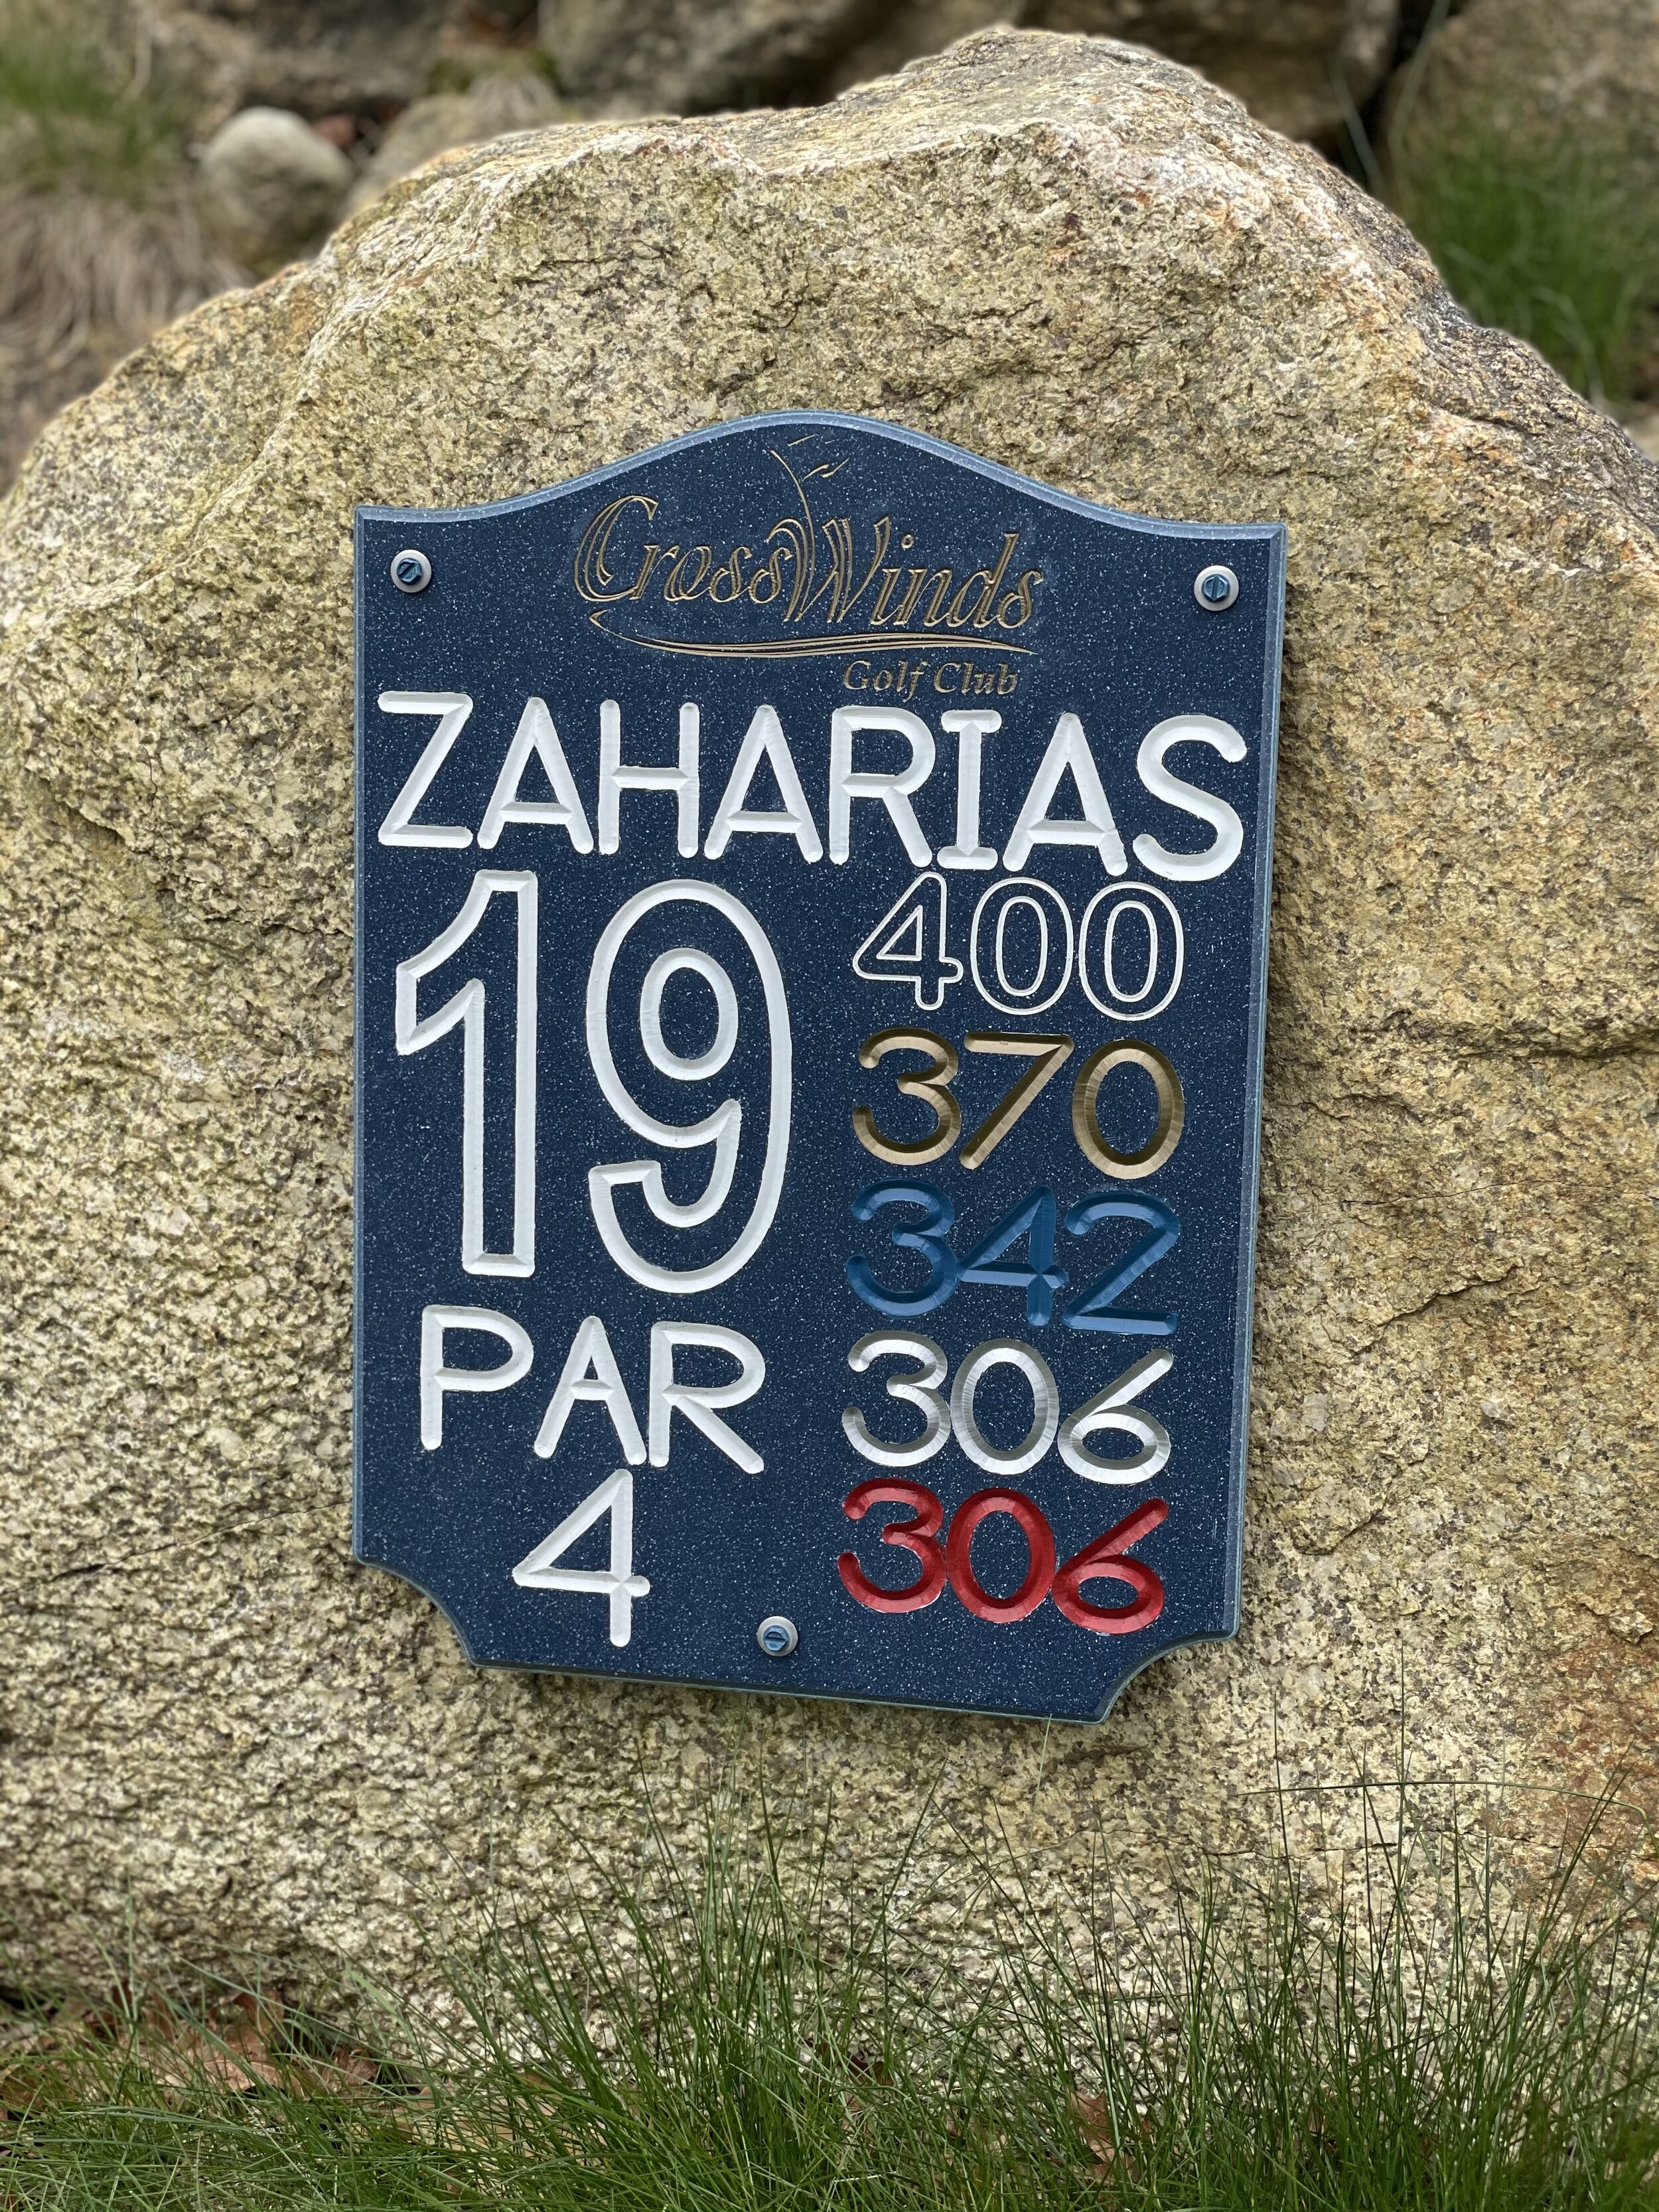 CrossWinds
Golf Club
ZAHARIAS
19
PAR
4
400
370
342
306
306